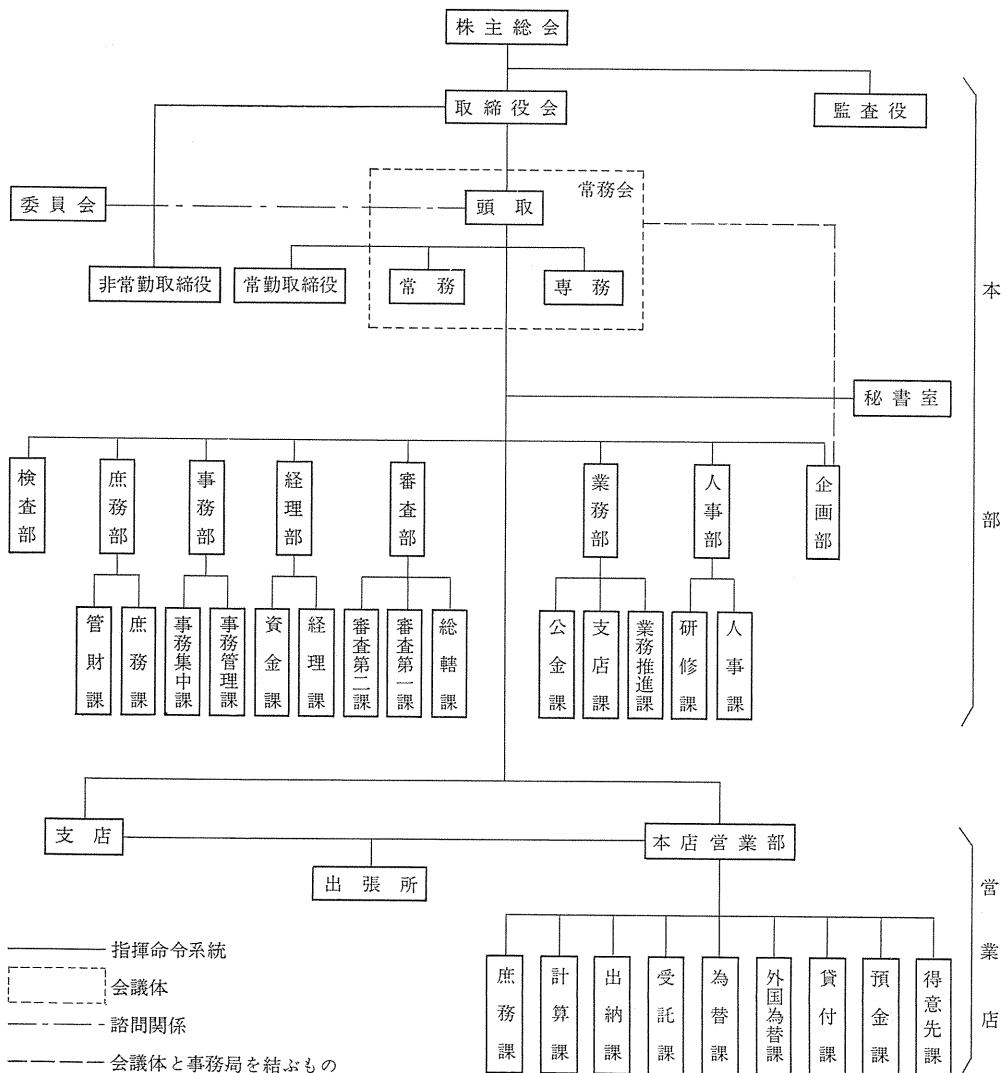 株主総会
取締役会
監査役
常務会
委員会
頭取
非常勤取締役
常勤取締役
常務
専務
秘書室
検査部
庶務部
事務部
経理部
審査部
業務部
人事部
企画部
管財課
庶務課
事務集中課
事務管理課
資金課
経理課
審査第二課
審査第一課
総轄課
公金課
支店課
業務推進課
研修課
人事課
本部
支店
本店営業部
出張所
庶務課
計算課
出納課
受託課
為替課
外国為替課
貸付課
預金課
得意先課
営業店
指揮命令系統
会議体
諮問関係
会議体と事務局を結ぶもの